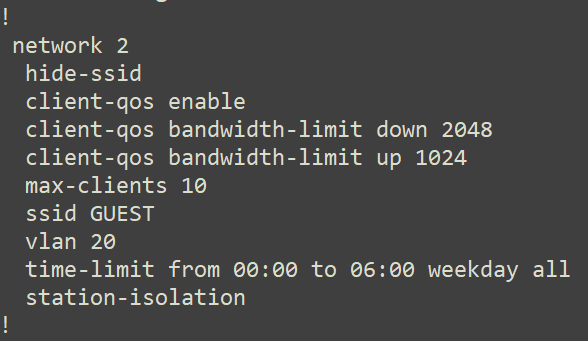 !
network 2
hide-ssid
client-qos enable
client-qos bandwidth-limit down 2048
client-qos bandwidth-limit up 1024
max-clients 10
ssid GUEST
vlan 20
time-limit from 00:00 to 06:00 weekday all
station-isolation
!